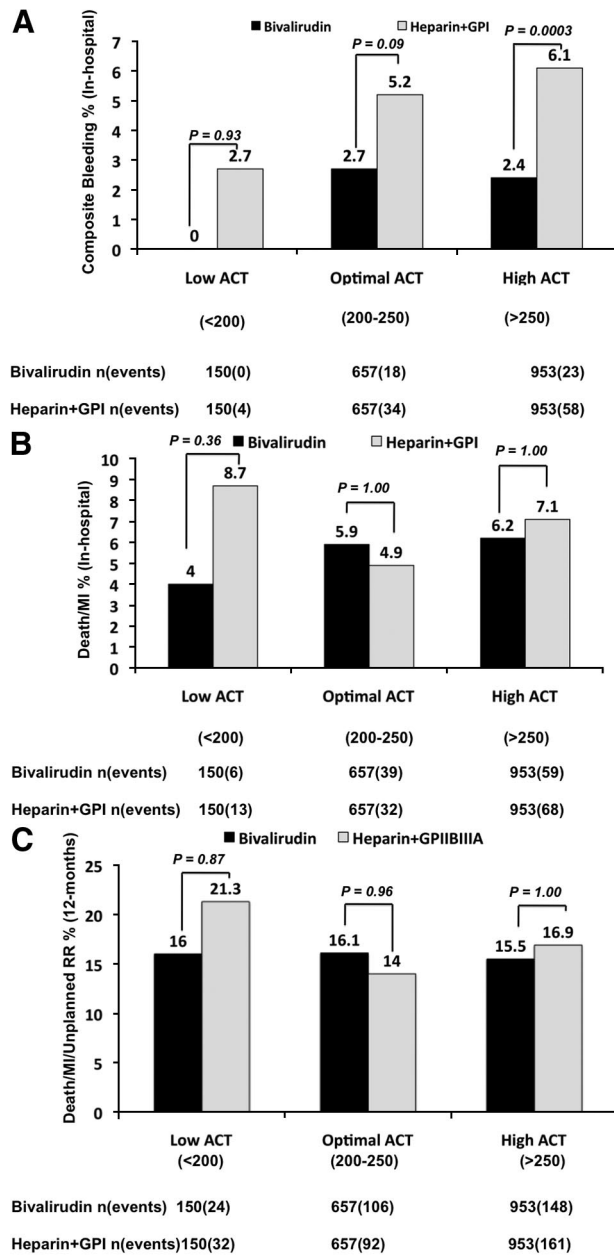 A
Bivalirudin Heparin+GPI
Composite Bleeding % (In-hospital)
7
6
5
4
3
2
1
0
P = 0.93
P = 0.09
P = 0.0003
0 2.7 2.7 5.2 2.4 6.1
Low ACT Optimal ACT High ACT
(<200) (200-250) (>250)
Bivalirudin n(events) 150(0) 657(18) 953(23)
Heparin+GPI n(events) 150(4) 657(34) 953(58)
B
Bivalirudin Heparin+GPI
Death/MI % (In-hospital)
10
9
8
7
6
5
4
3
2
1
0
P = 0.36
P = 1.00
P = 1.00
4 8.7 5.9 4.9 6.2 7.1
Low ACT Optimal ACT High ACT
(<200) (200-250) (>250)
Bivalirudin n(events) 150(6) 657(39) 953(59)
Heparin+GPI n(events) 150(13) 657(32) 953(68)
C
Bivalirudin Heparin+GPIIBIIIA
Death/MI/Unplanned RR % (12-months)
25
20
15
10
5
0
P = 0.87
P = 0.96
P = 1.00
16 21.3 16.1 14 15.5 16.9
Low ACT Optimal ACT High ACT
(<200) (200-250) (>250)
Bivalirudin n(events) 150(24) 657(106) 953(148)
Heparin+GPI n(events) 150(32) 657(92) 953(161)